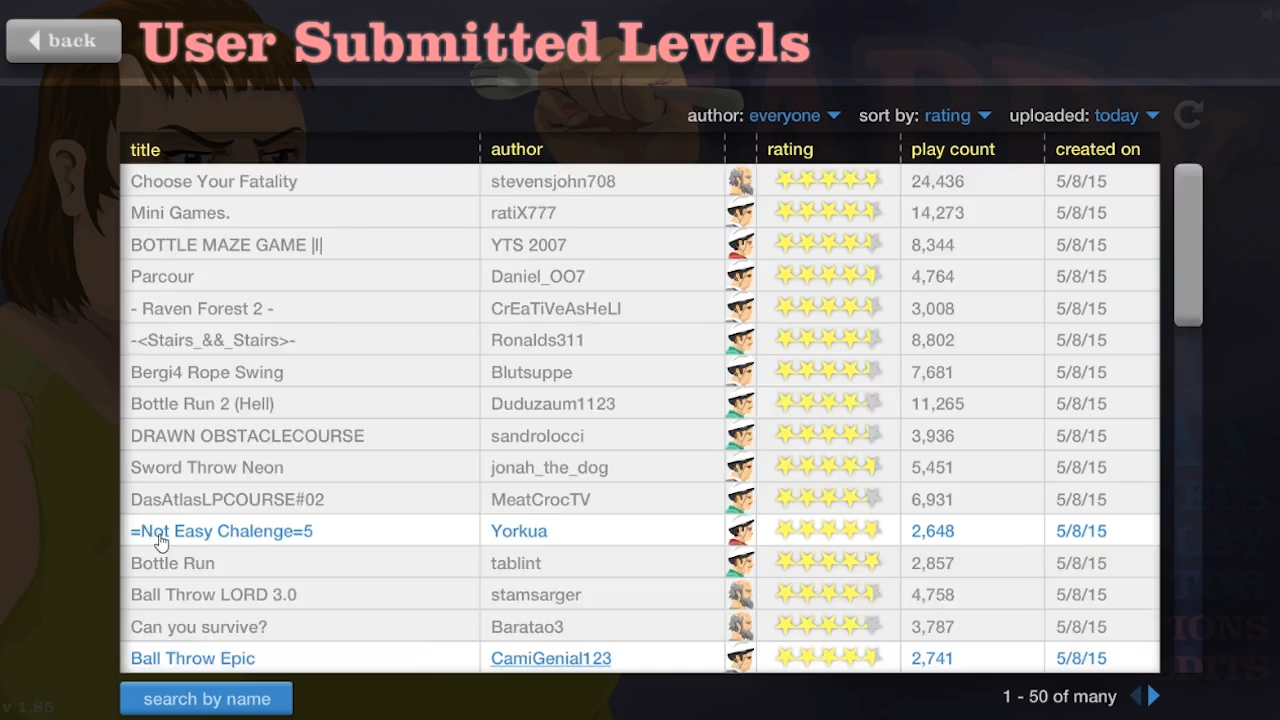 back
User Submitted Levels
author: everyone sort by: rating uploaded: today
title author rating play count created on
Choose Your Fatality stevensjohn708 24,436 5/8/15
Mini Games. ratiX777 14,273 5/8/15
BOTTLE MAZE GAME |I| YTS 2007 8,344 5/8/15
Parcour Daniel_OO7 4,764 5/8/15
- Raven Forest 2 - CrEaTiVeAsHeLl 3,008 5/8/15
-<Stairs_&&_Stairs>- Ronalds311 8,802 5/8/15
Bergi4 Rope Swing Blutsuppe 7,681 5/8/15
Bottle Run 2 (Hell) Duduzaum1123 11,265 5/8/15
DRAWN OBSTACLECOURSE sandrolocci 3,936 5/8/15
Sword Throw Neon jonah_the_dog 5,451 5/8/15
DasAtlasLPCOURSE#02 MeatCrocTV 6,931 5/8/15
=Not Easy Chalenge=5 Yorkua 2,648 5/8/15
Bottle Run tablint 2,857 5/8/15
Ball Throw LORD 3.0 stamsarger 4,758 5/8/15
Can you survive? Baratao3 3,787 5/8/15
Ball Throw Epic CamiGenial123 2,741 5/8/15
search by name 1 - 50 of many
v 1.85